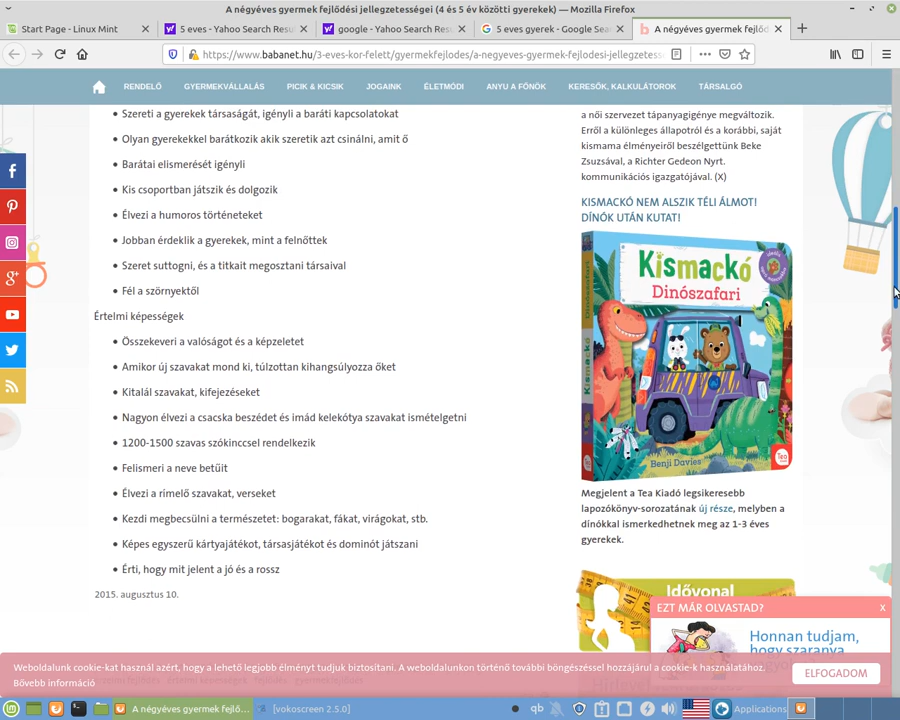 A négyéves gyermek fejlődési jellegzetességei (4 és 5 év közötti gyerekek) — Mozilla Firefox
Start Page - Linux Mint
5 eves - Yahoo Search Resu
google - Yahoo Search Res
5 eves gyerek - Google Sea
A négyéves gyermek fejlőd
https://www.babanet.hu/3-eves-kor-felett/gyermekfejlodes/a-negyeves-gyermek-fejlodesi-jellegzetess
RENDELŐ
GYERMEKVÁLLALÁS
PICIK & KICSIK
JOGAINK
ÉLETMÓDI
ANYU A FŐNÖK
KERESŐK, KALKULÁTOROK
TÁRSALGÓ
• Szereti a gyerekek társaságát, igényli a baráti kapcsolatokat
• Olyan gyerekekkel barátkozik akik szeretik azt csinálni, amit ő
• Barátai elismerését igényli
• Kis csoportban játszik és dolgozik
• Élvezi a humoros történeteket
• Jobban érdeklik a gyerekek, mint a felnőttek
• Szeret suttogni, és a titkait megosztani társaival
• Fél a szörnyektől
Értelmi képességek
• Összekeveri a valóságot és a képzeletet
• Amikor új szavakat mond ki, túlzottan kihangsúlyozza őket
• Kitalál szavakat, kifejezéseket
• Nagyon élvezi a csacska beszédet és imád kelekótya szavakat ismételgetni
• 1200-1500 szavas szókinccsel rendelkezik
• Felismeri a neve betűit
• Élvezi a rímelő szavakat, verseket
• Kezdi megbecsülni a természetet: bogarakat, fákat, virágokat, stb.
• Képes egyszerű kártyajátékot, társasjátékot és dominót játszani
• Érti, hogy mit jelent a jó és a rossz
2015. augusztus 10.
a női szervezet tápanyagigénye megváltozik.
Erről a különleges állapotról és a korábbi, saját
kismama élményeiről beszélgettünk Beke
Zsuzsával, a Richter Gedeon Nyrt.
kommunikációs igazgatójával. (X)
KISMACKÓ NEM ALSZIK TÉLI ÁLMOT!
DÍNÓK UTÁN KUTAT!
Kismackó
Dinószafari
Kismackó
Benji Davies
Tea
Megjelent a Tea Kiadó legsikeresebb
lapozókönyv-sorozatának új része, melyben a
dínókkal ismerkedhetnek meg az 1-3 éves
gyerekek.
Idővonal
EZT MÁR OLVASTAD?
X
Honnan tudjam,
hogy szaranya
Weboldalunk cookie-kat használ azért, hogy a lehető legjobb élményt tudjuk biztosítani. A weboldalunkon történő további böngészéssel hozzájárul a cookie-k használatához.
Bővebb információ
ELFOGADOM
A négyéves gyermek fejlő...
[vokoscreen 2.5.0]
qb
Applications